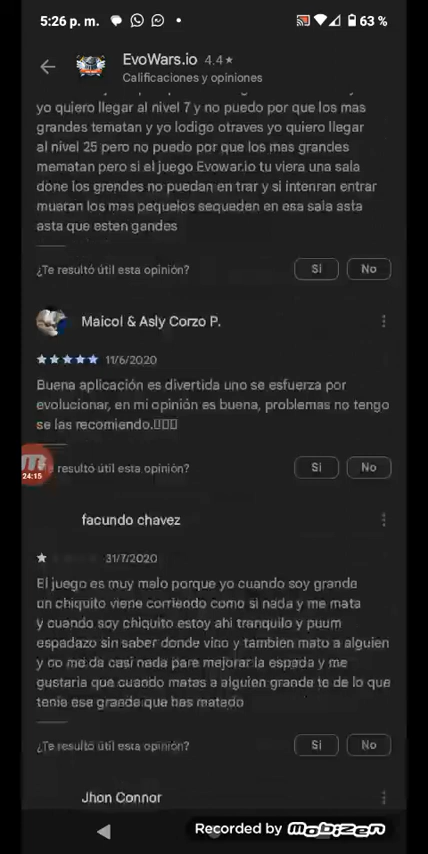 5:26 p. m.
63 %
EvoWars.io 4.4★
Calificaciones y opiniones
yo quiero llegar al nivel 7 y no puedo por que los mas
grandes tematan y yo lodigo otraves yo quiero llegar
al nivel 25 pero no puedo por que los mas grandes
mematan pero si el juego Evowar.io tu viera una sala
done los grendes no puedan en trar y si intenran entrar
mueran los mas pequelos sequeden en esa sala asta
asta que esten gandes
¿Te resultó útil esta opinión?
Sí
No
Maicol & Asly Corzo P.
11/6/2020
Buena aplicación es divertida uno se esfuerza por
evolucionar, en mi opinión es buena, problemas no tengo
se las recomiendo.
24:15
resultó útil esta opinión?
Sí
No
facundo chavez
31/7/2020
El juego es muy malo porque yo cuando soy grande
un chiquito viene corriendo como si nada y me mata
y cuando soy chiquito estoy ahi tranquilo y puum
espadazo sin saber donde vino y tambien mato a alguien
y no me da casi nada para mejorar la espada y me
gustaria que cuando matas a alguien grande te de lo que
tenia ese grande que has matado
¿Te resultó útil esta opinión?
Sí
No
Jhon Connor
Recorded by Mobizen